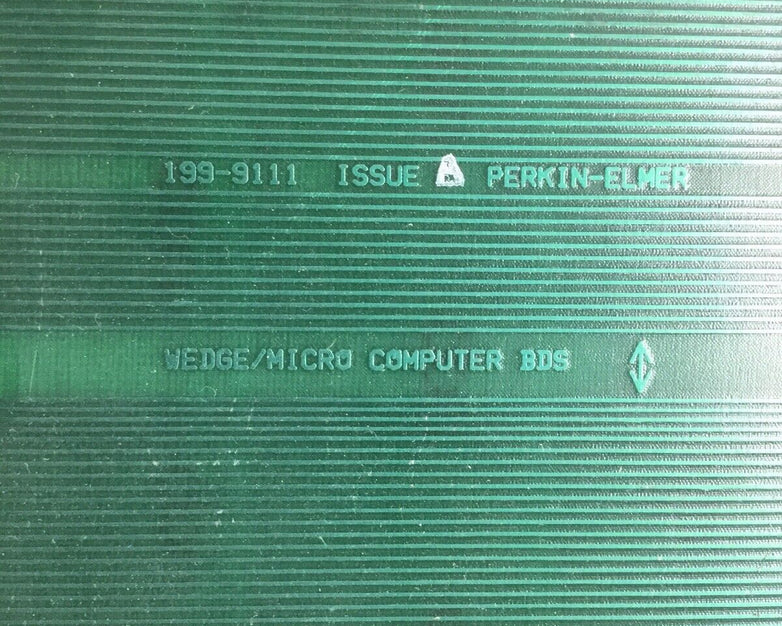 199-9111 ISSUE A PERKIN-ELMER
WEDGE/MICRO COMPUTER BDS